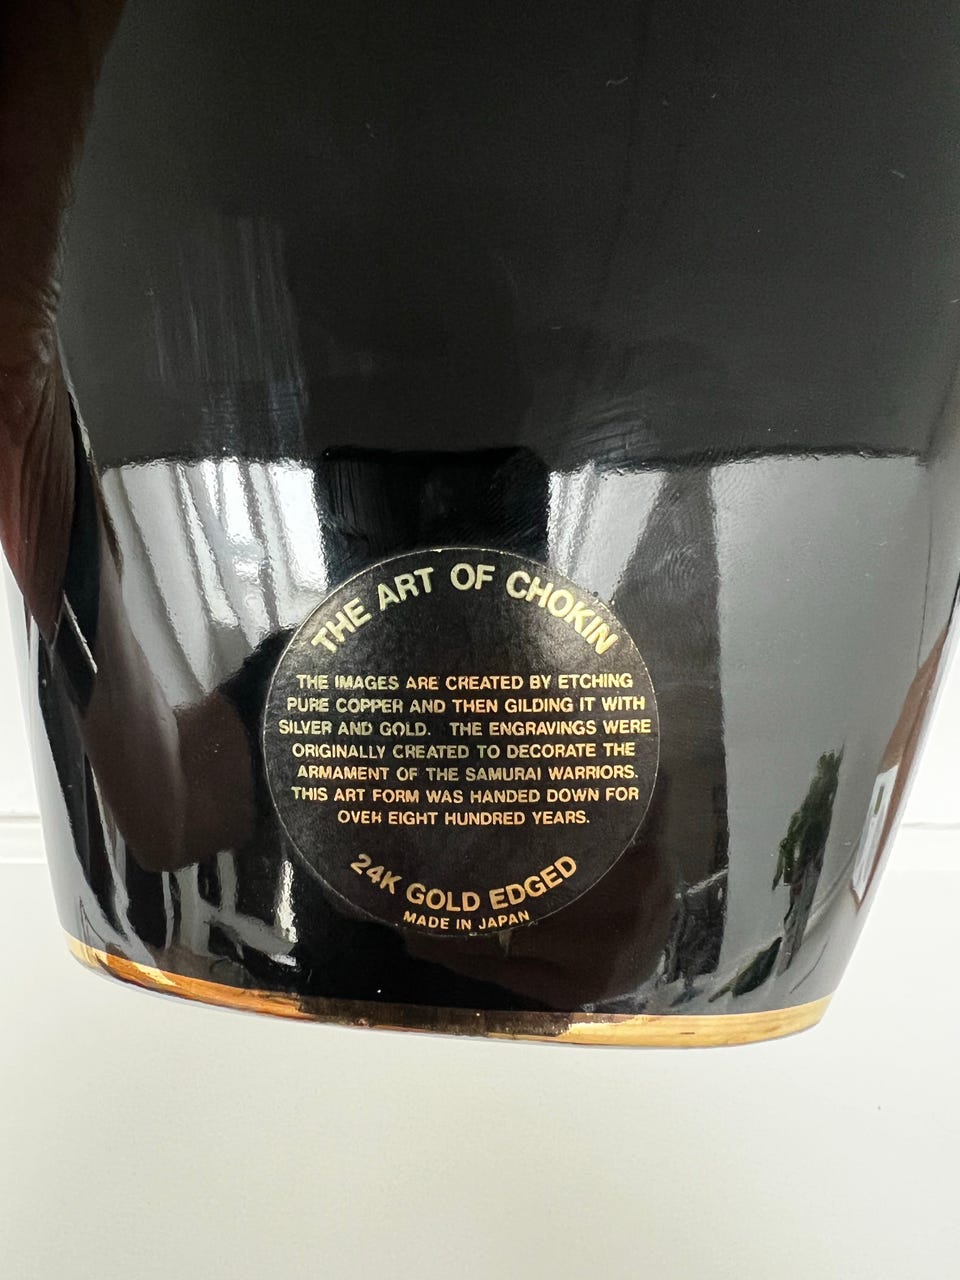 THE ART OF CHOKIN
THE IMAGES ARE CREATED BY ETCHING
PURE COPPER AND THEN GILDING IT WITH
SILVER AND GOLD. THE ENGRAVINGS WERE
ORIGINALLY CREATED TO DECORATE THE
ARMAMENT OF THE SAMURAI WARRIORS.
THIS ART FORM WAS HANDED DOWN FOR
OVER EIGHT HUNDRED YEARS.
24K GOLD EDGED
MADE IN JAPAN